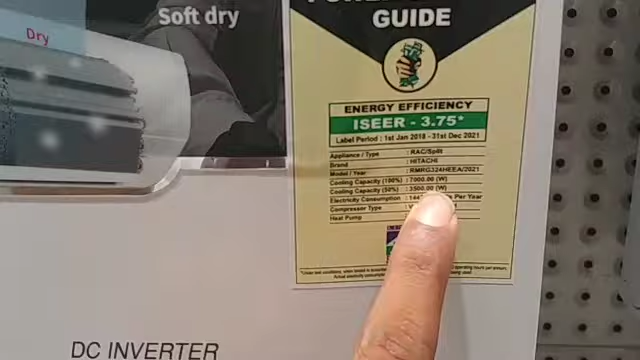 Soft dry
Dry
GUIDE
ENERGY EFFICIENCY
ISEER - 3.75*
Label Period : 1st Jan 2018 - 31st Dec 2021
Appliance / Type : RAC/Split
Brand : HITACHI
Model / Year : RMRG324HEEA/2021
Cooling Capacity (100%) : 7000.00 (W)
Cooling Capacity (50%) : 3500.00 (W)
Electricity Consumption Per Year
Compressor Type
Heat Pump
DC INVERTER